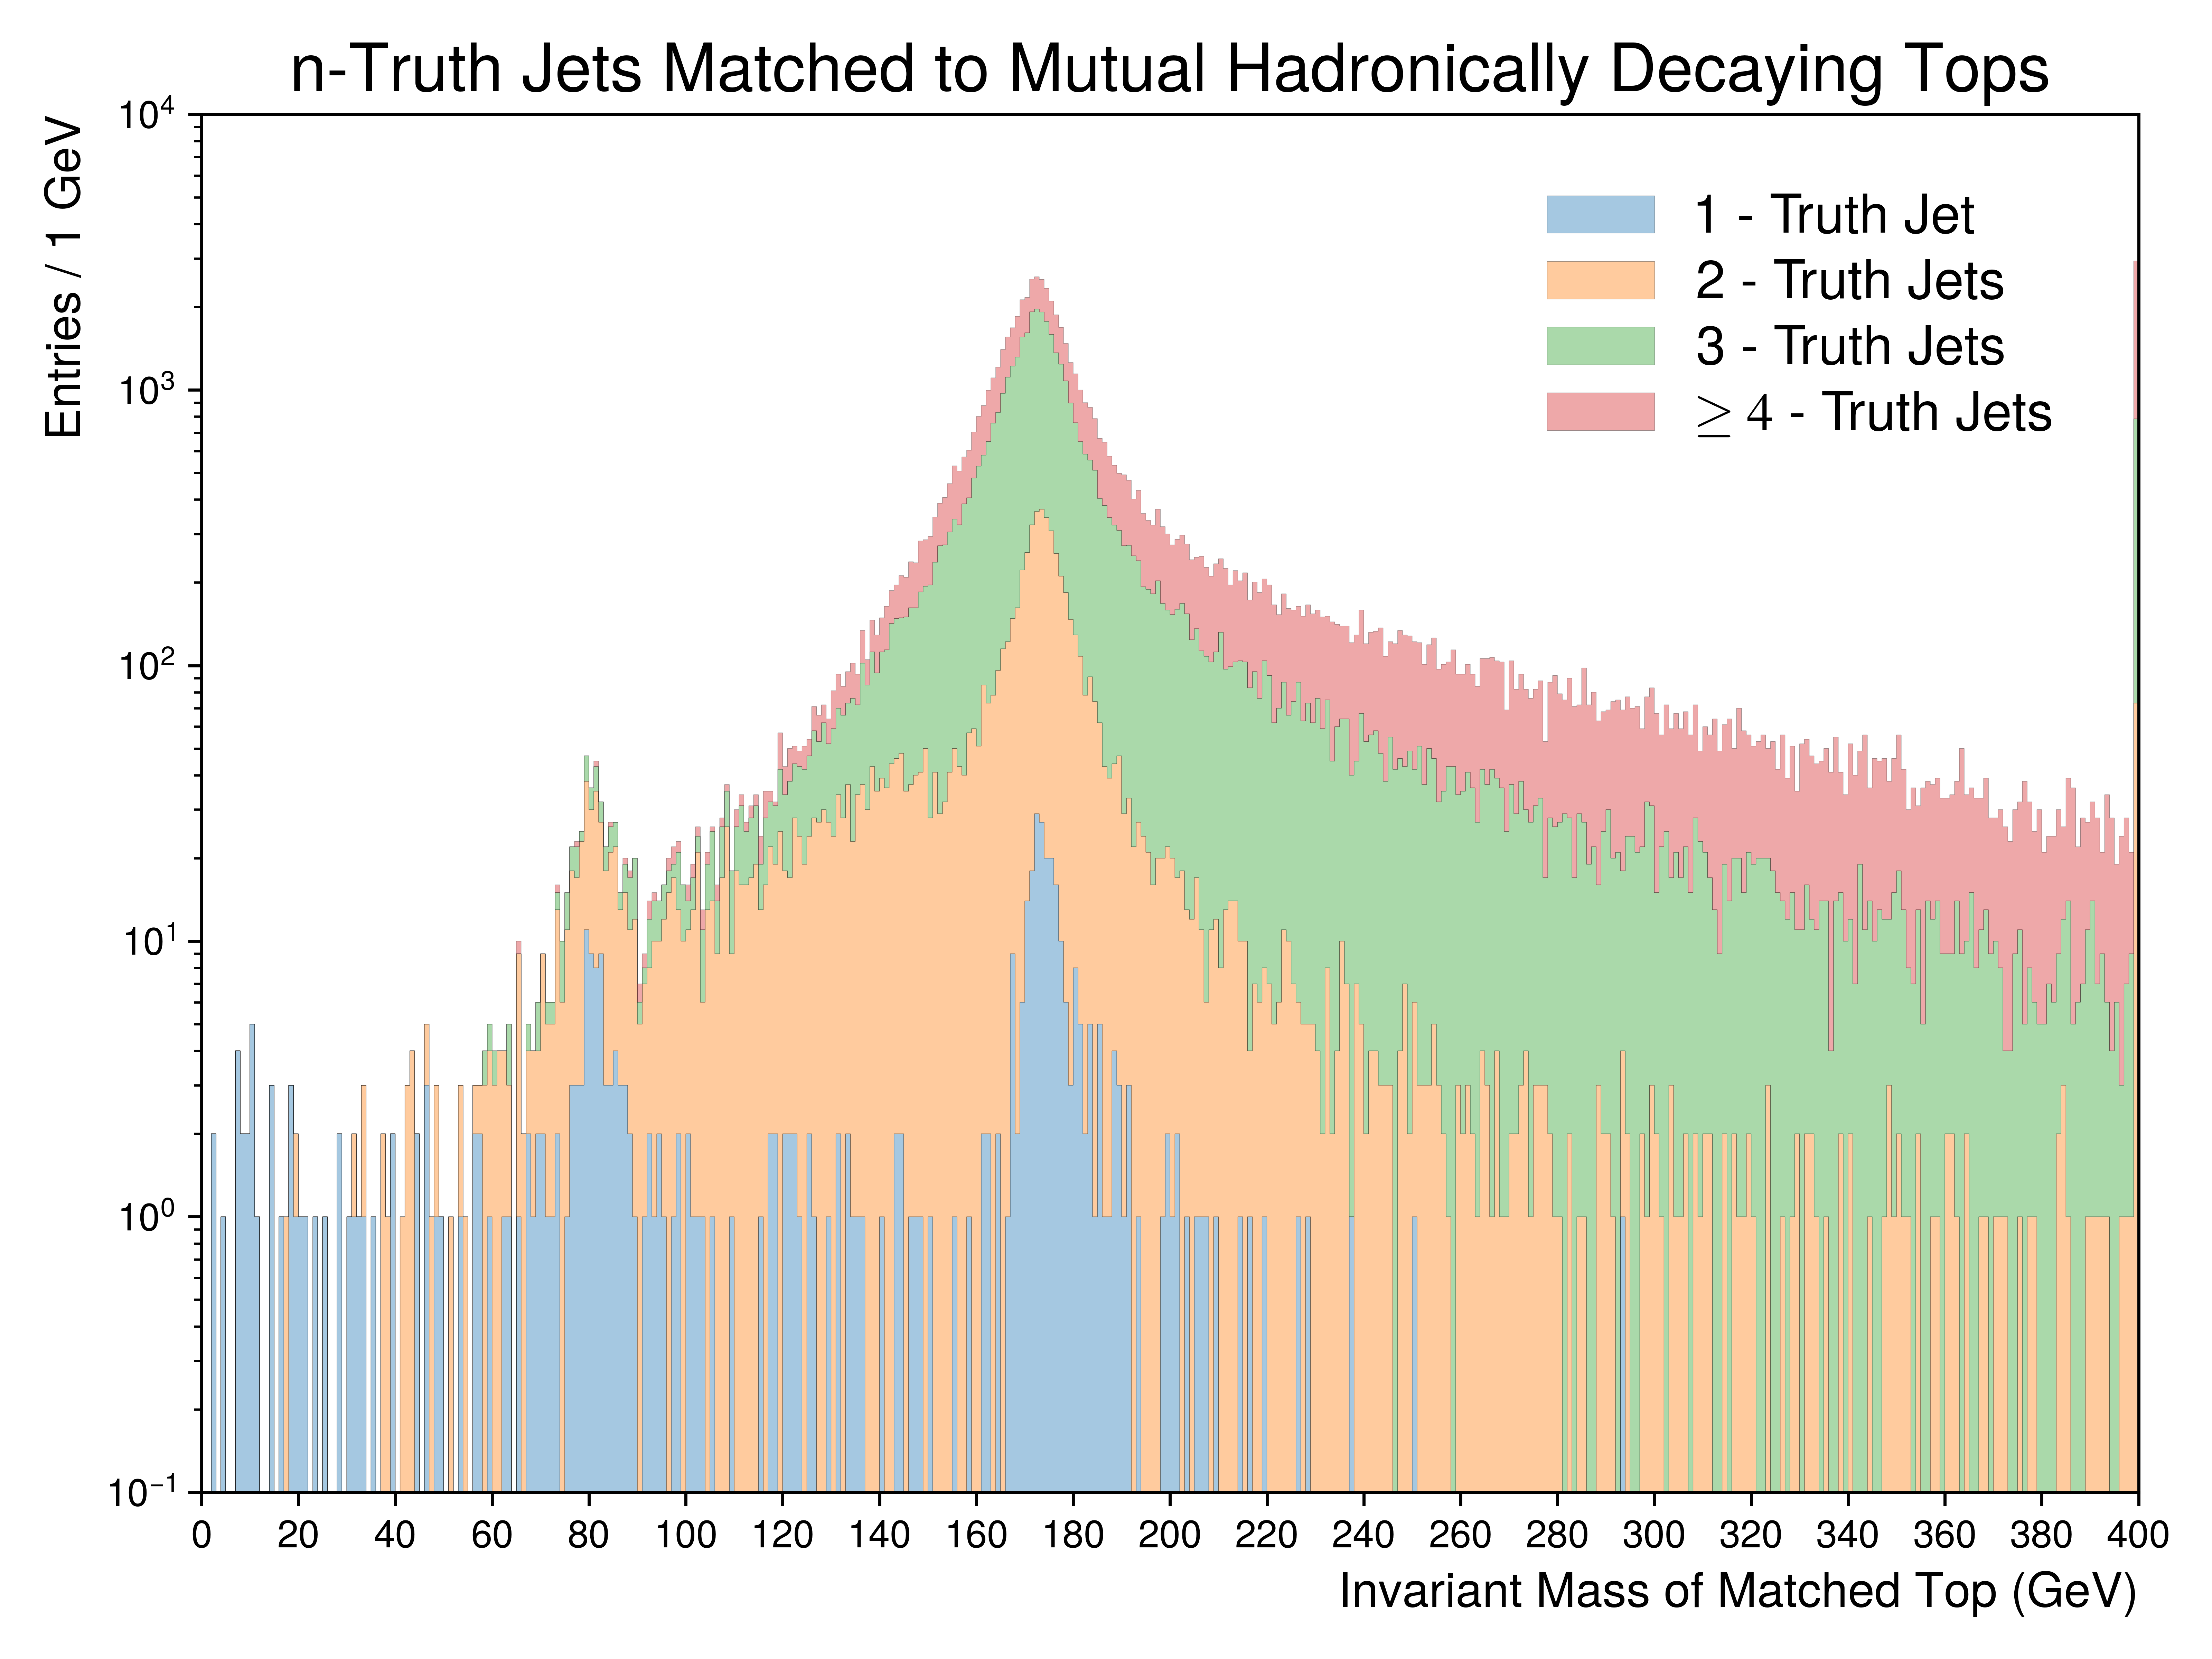 n-Truth Jets Matched to Mutual Hadronically Decaying Tops
Entries / 1 GeV
10⁴
10³
10²
10¹
10⁰
10⁻¹
1 - Truth Jet
2 - Truth Jets
3 - Truth Jets
≥ 4 - Truth Jets
0 20 40 60 80 100 120 140 160 180 200 220 240 260 280 300 320 340 360 380 400
Invariant Mass of Matched Top (GeV)